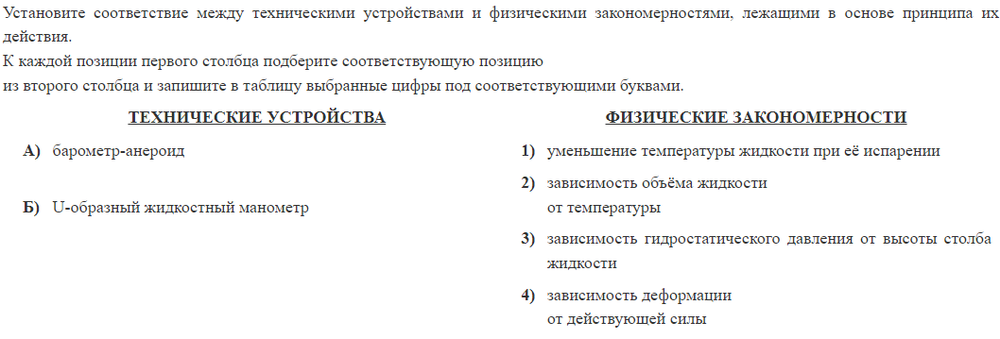 Установите соответствие между техническими устройствами и физическими закономерностями, лежащими в основе принципа их
действия.
К каждой позиции первого столбца подберите соответствующую позицию
из второго столбца и запишите в таблицу выбранные цифры под соответствующими буквами.
ТЕХНИЧЕСКИЕ УСТРОЙСТВА
А) барометр-анероид
Б) U-образный жидкостный манометр
ФИЗИЧЕСКИЕ ЗАКОНОМЕРНОСТИ
1) уменьшение температуры жидкости при её испарении
2) зависимость объёма жидкости
от температуры
3) зависимость гидростатического давления от высоты столба
жидкости
4) зависимость деформации
от действующей силы